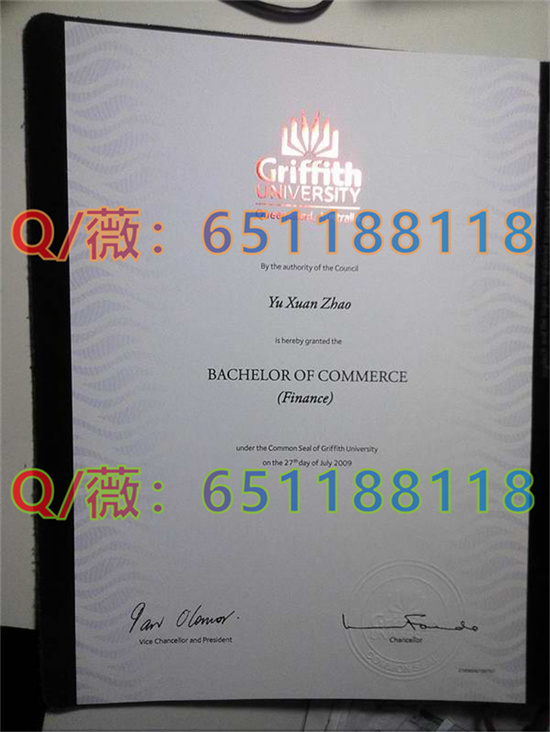 Griffith
UNIVERSITY
Queensland, Australia
Q/薇：651188118
By the authority of the Council
Yu Xuan Zhao
is hereby granted the
BACHELOR OF COMMERCE
(Finance)
under the Common Seal of Griffith University
on the 27th day of July 2009
Q/薇：651188118
Vice Chancellor and President
Chancellor